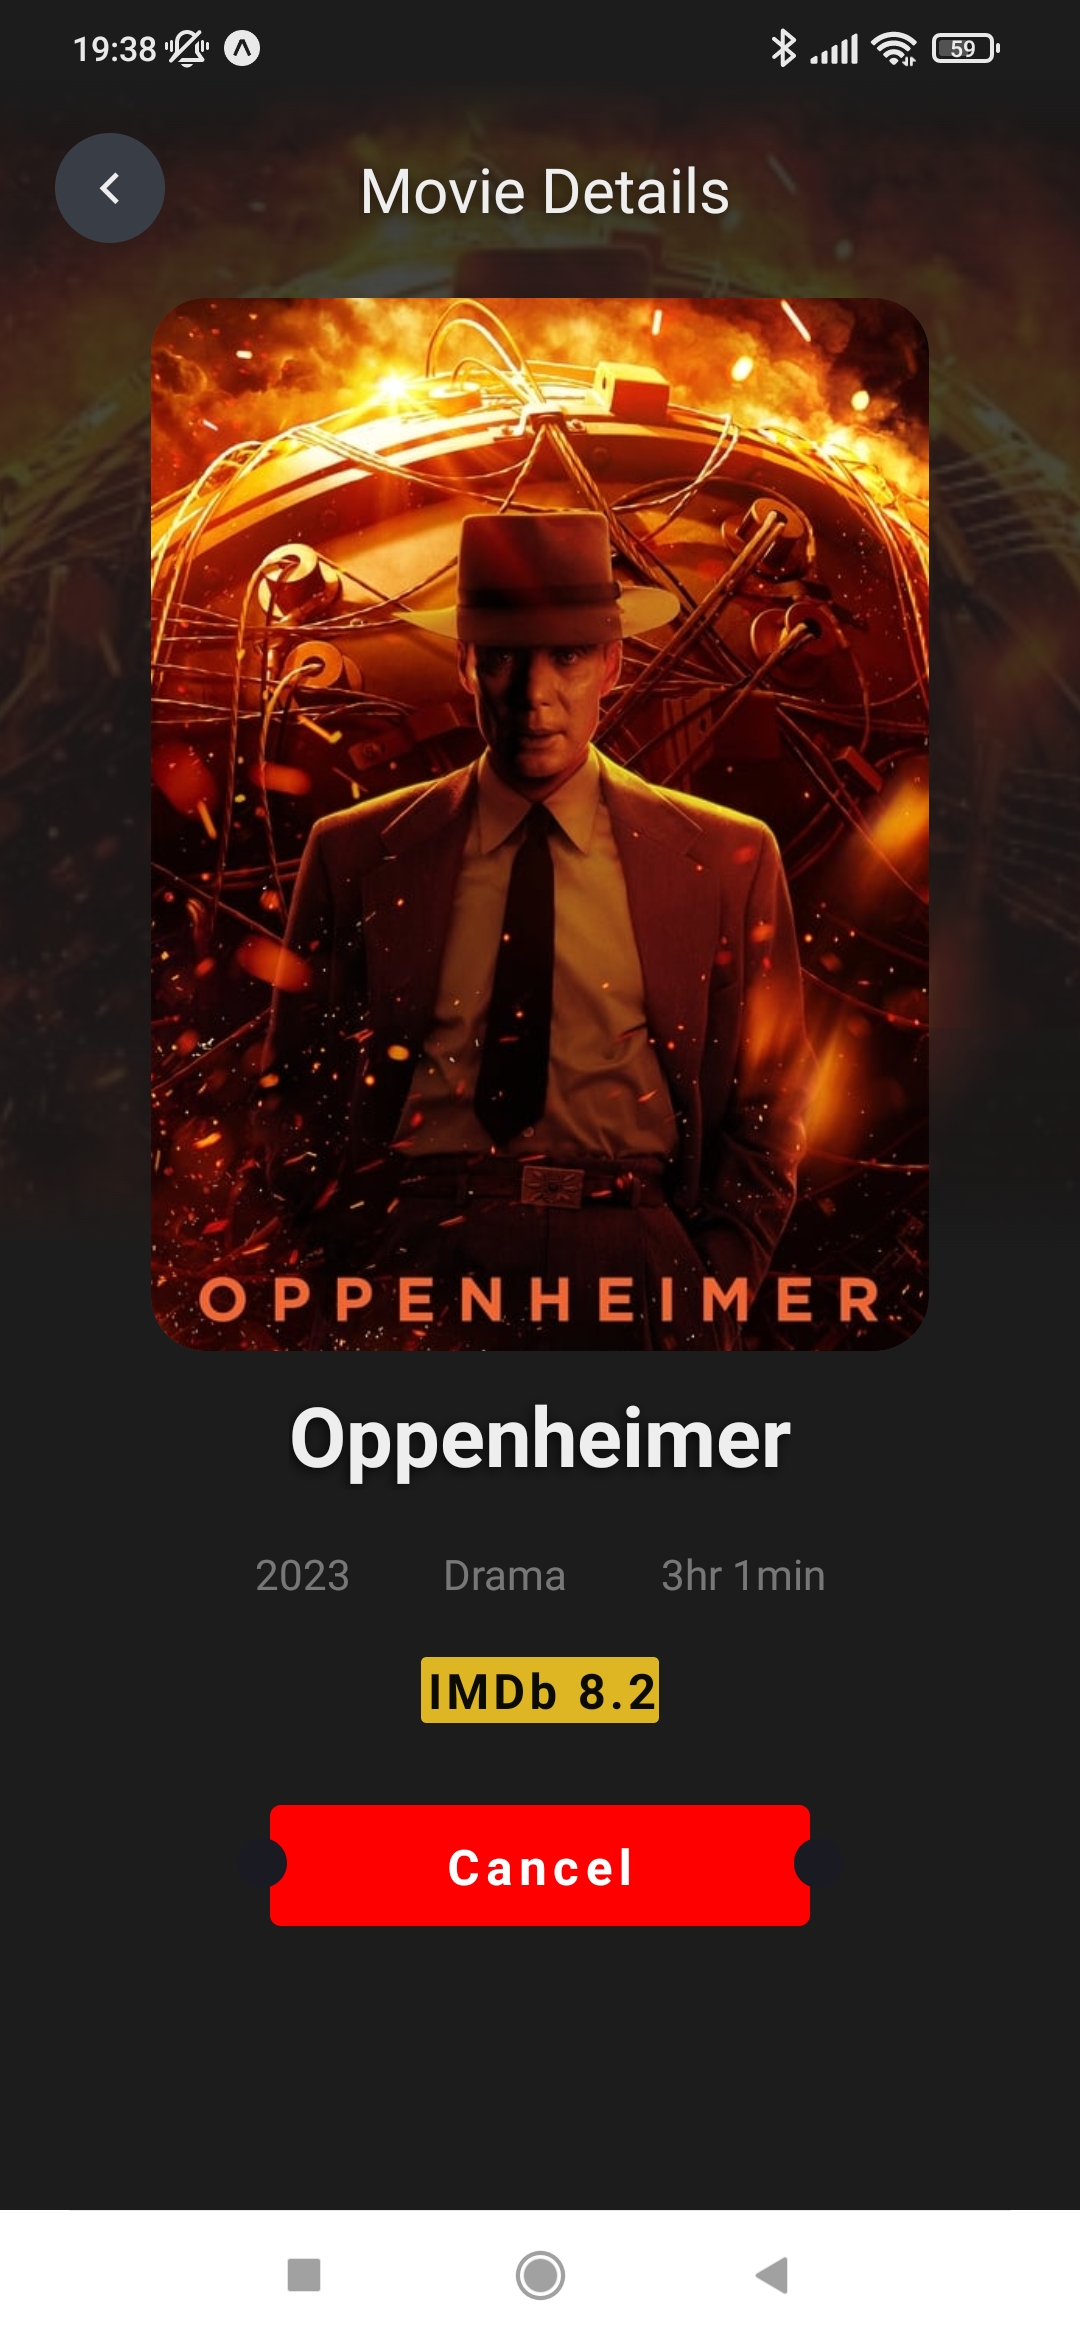 19:38
59
Movie Details
OPPENHEIMER
Oppenheimer
2023 Drama 3hr 1min
IMDb 8.2
Cancel